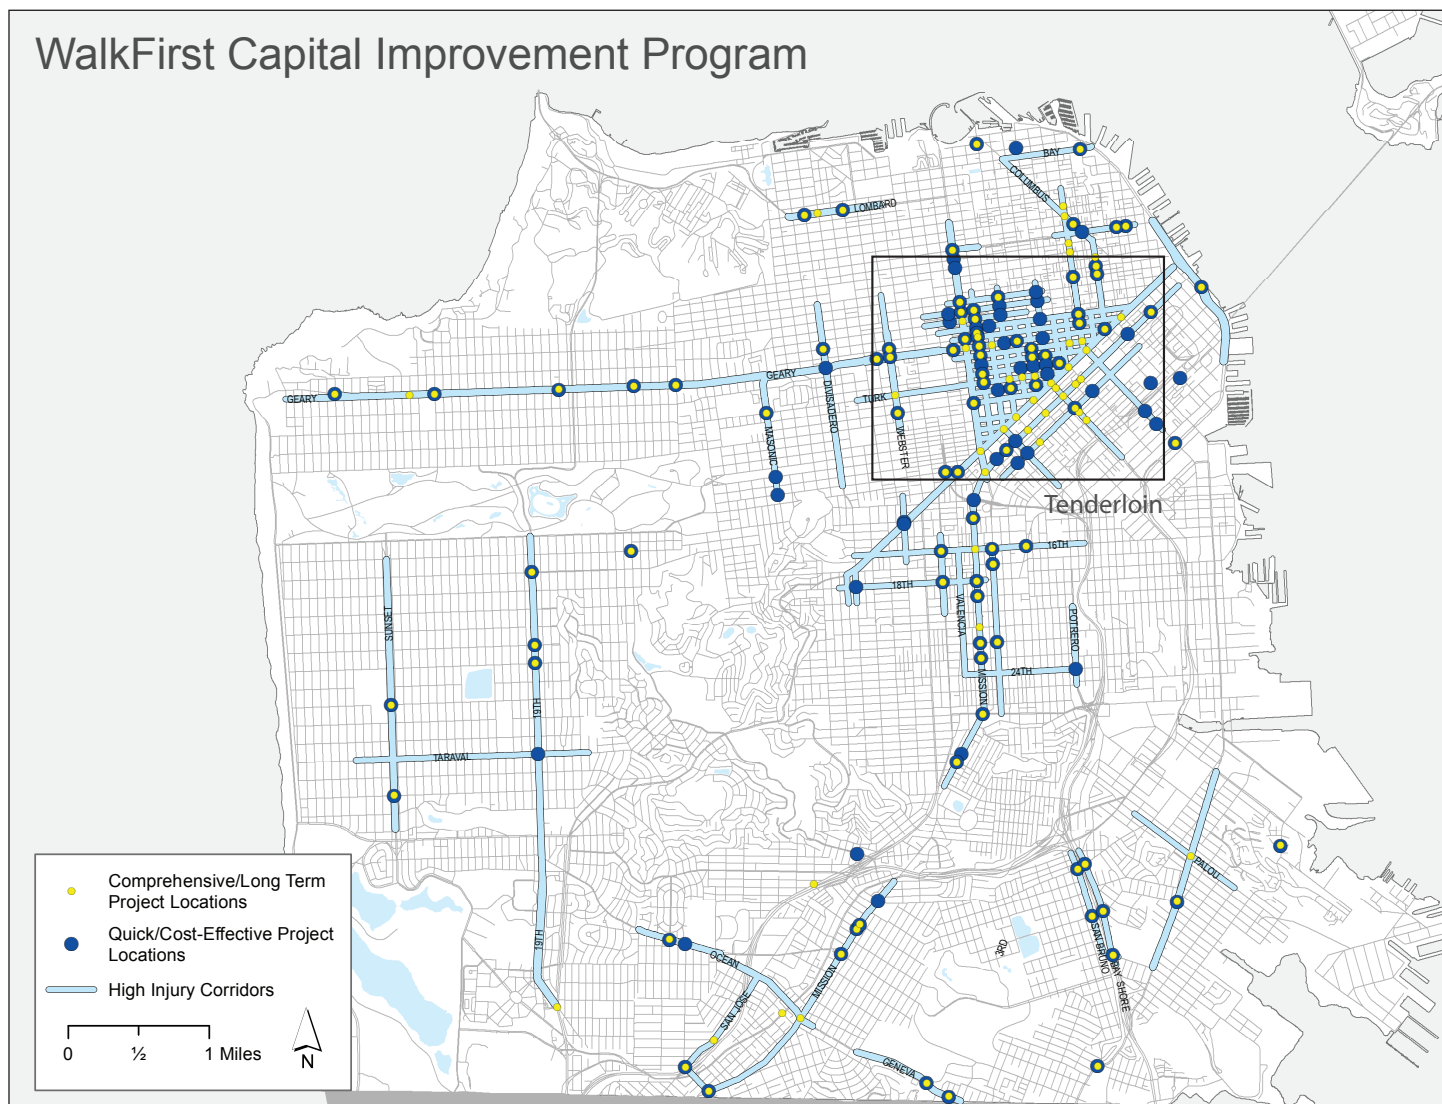 WalkFirst Capital Improvement Program
BAY
COLUMBUS
LOMBARD
GEARY
GEARY
DIVISADERO
TURK
MASONIC
WEBSTER
Tenderloin
16TH
18TH
VALENCIA
POTRERO
SUNSET
24TH
MISSION
19TH
TARAVAL
PALOU
19TH
OCEAN
MISSION
SAN JOSE
3RD
SAN BRUNO
BAY SHORE
GENEVA
Comprehensive/Long Term
Project Locations
Quick/Cost-Effective Project
Locations
High Injury Corridors
0 ½ 1 Miles
N